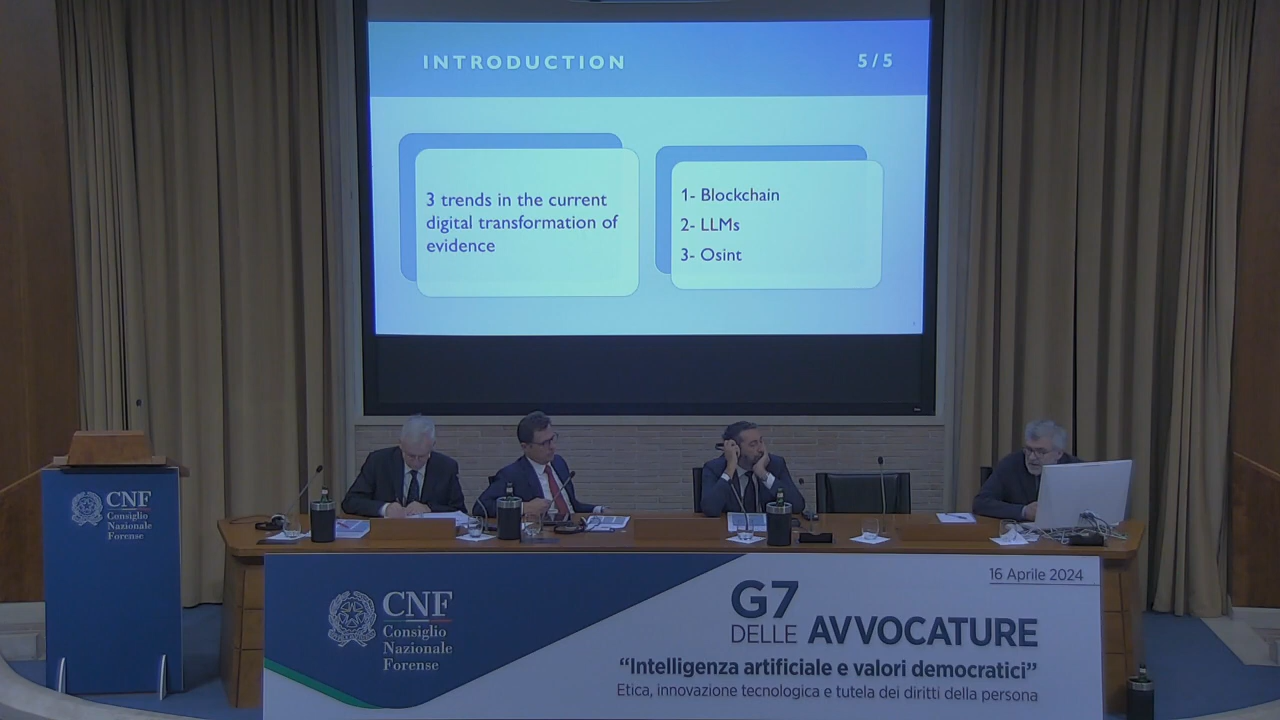 INTRODUCTION
5/5
3 trends in the current
digital transformation of
evidence
1- Blockchain
2- LLMs
3- Osint
CNF
Consiglio
Nazionale
Forense
CNF
Consiglio
Nazionale
Forense
16 Aprile 2024
G7
DELLE AVVOCATURE
“Intelligenza artificiale e valori democratici”
Etica, innovazione tecnologica e tutela dei diritti della persona